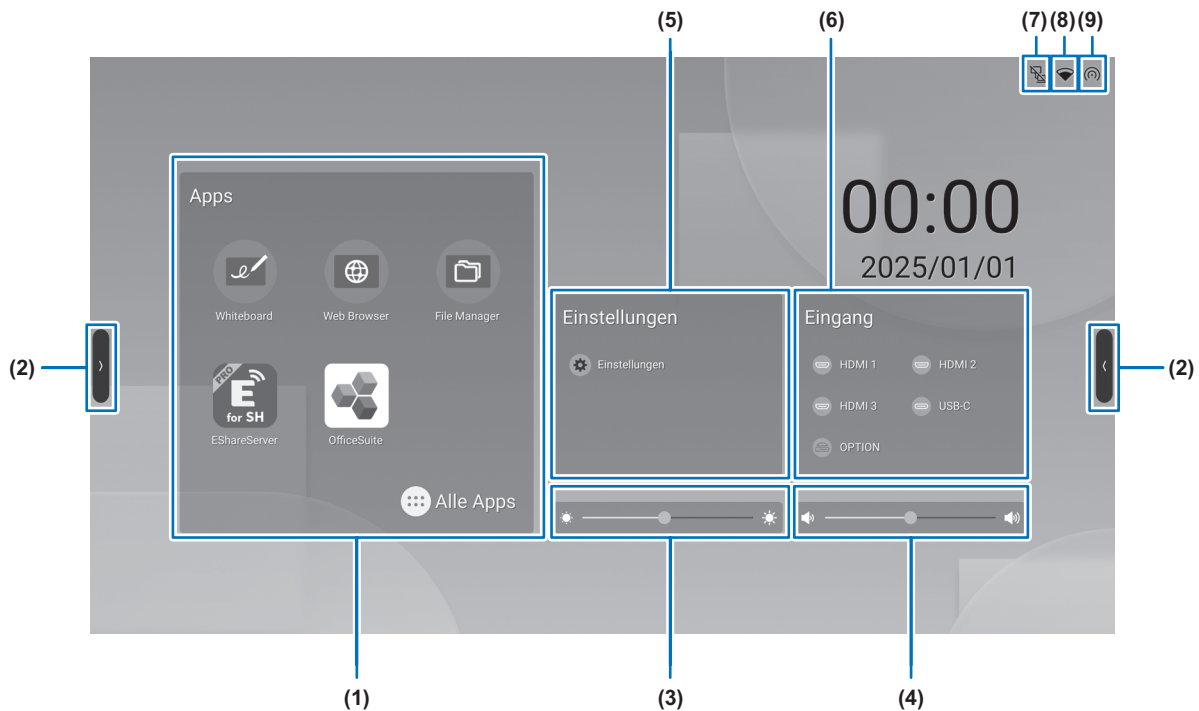 (5) (6) (7) (8) (9)
00:00
2025/01/01
Apps
Whiteboard Web Browser File Manager
PRO
E
for SH
EShareServer OfficeSuite
Alle Apps
Einstellungen
Einstellungen
Eingang
HDMI 1 HDMI 2
HDMI 3 USB-C
OPTION
(2) (2)
(1) (3) (4)